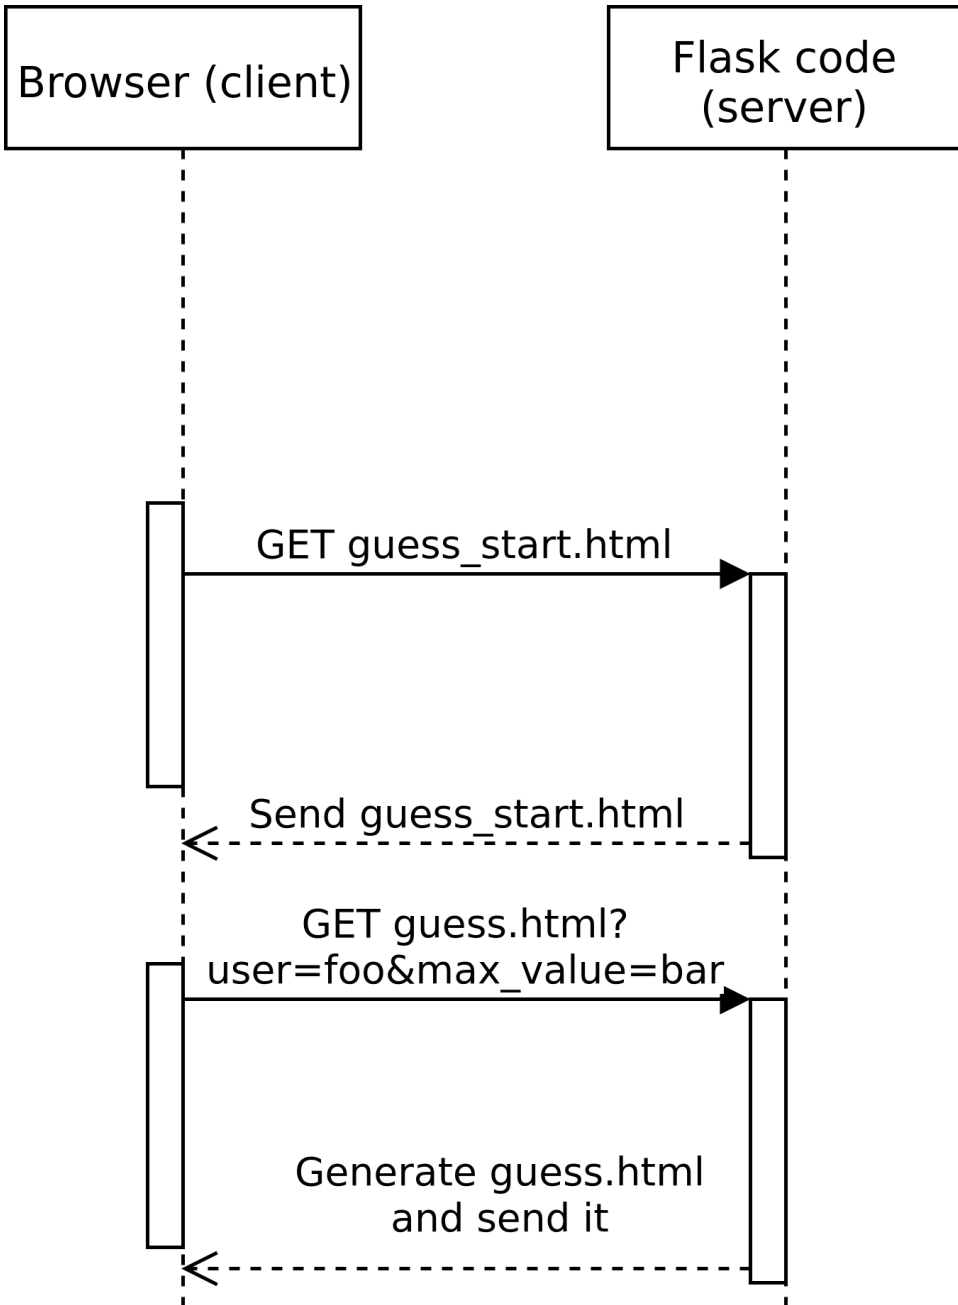 Browser (client)
Flask code
(server)
GET guess_start.html
Send guess_start.html
GET guess.html?
user=foo&max_value=bar
Generate guess.html
and send it